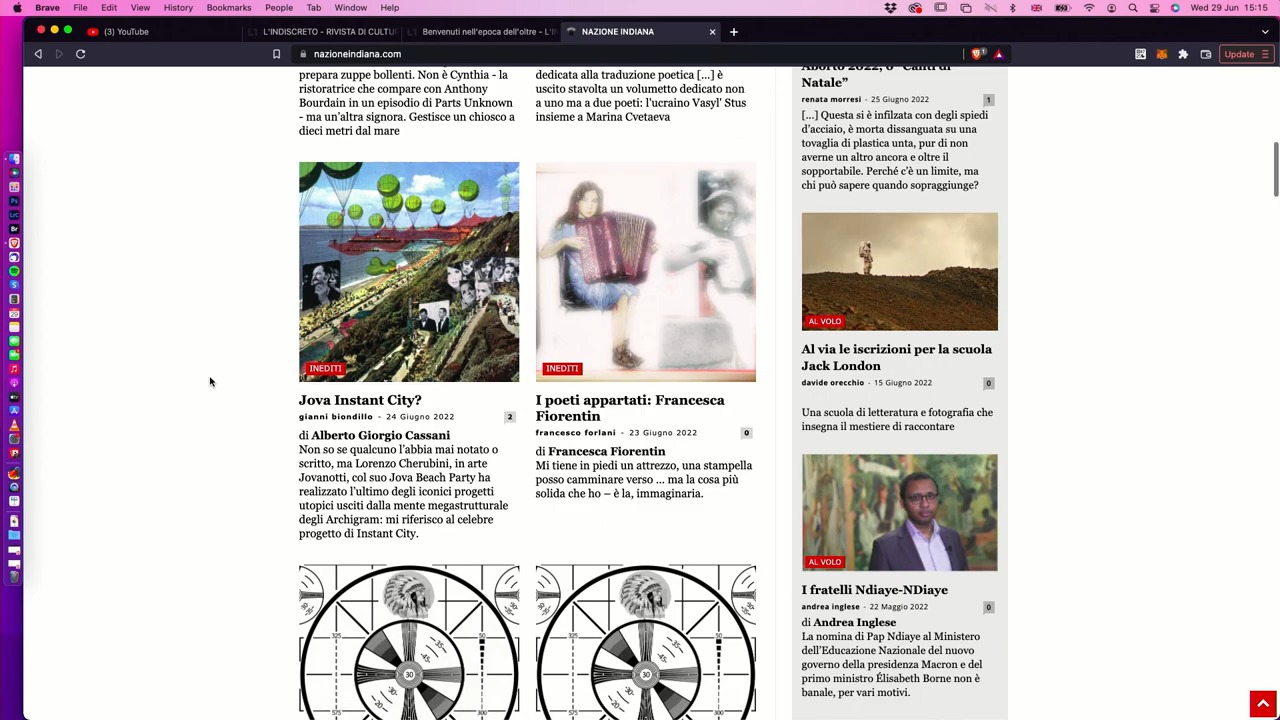 Brave File Edit View History Bookmarks People Tab Window Help
Wed 29 Jun 15:16
(3) YouTube
L'INDISCRETO - RIVISTA DI CULTU
Benvenuti nell'epoca dell'oltre - L'I
NAZIONE INDIANA
nazioneindiana.com
Update
prepara zuppe bollenti. Non è Cynthia - la
ristoratrice che compare con Anthony
Bourdain in un episodio di Parts Unknown
- ma un'altra signora. Gestisce un chiosco a
dieci metri dal mare
dedicata alla traduzione poetica [...] è
uscito stavolta un volumetto dedicato non
a uno ma a due poeti: l'ucraino Vasyl' Stus
insieme a Marina Cvetaeva
INEDITI
Jova Instant City?
gianni biondillo - 24 Giugno 2022
2
di Alberto Giorgio Cassani
Non so se qualcuno l'abbia mai notato o
scritto, ma Lorenzo Cherubini, in arte
Jovanotti, col suo Jova Beach Party ha
realizzato l'ultimo degli iconici progetti
utopici usciti dalla mente megastrutturale
degli Archigram: mi riferisco al celebre
progetto di Instant City.
INEDITI
I poeti appartati: Francesca
Fiorentin
francesco forlani - 23 Giugno 2022
0
di Francesca Fiorentin
Mi tiene in piedi un attrezzo, una stampella
posso camminare verso ... ma la cosa più
solida che ho – è la, immaginaria.
325
50
30
300
325
50
30
300
Aborto 2022, o "Canti di
Natale"
renata morresi - 25 Giugno 2022
1
[...] Questa si è infilzata con degli spiedi
d'acciaio, è morta dissanguata su una
tovaglia di plastica unta, pur di non
averne un altro ancora e oltre il
sopportabile. Perché c'è un limite, ma
chi può sapere quando sopraggiunge?
AL VOLO
Al via le iscrizioni per la scuola
Jack London
davide orecchio - 15 Giugno 2022
0
Una scuola di letteratura e fotografia che
insegna il mestiere di raccontare
AL VOLO
I fratelli Ndiaye-NDiaye
andrea inglese - 22 Maggio 2022
0
di Andrea Inglese
La nomina di Pap Ndiaye al Ministero
dell'Educazione Nazionale del nuovo
governo della presidenza Macron e del
primo ministro Élisabeth Borne non è
banale, per vari motivi.